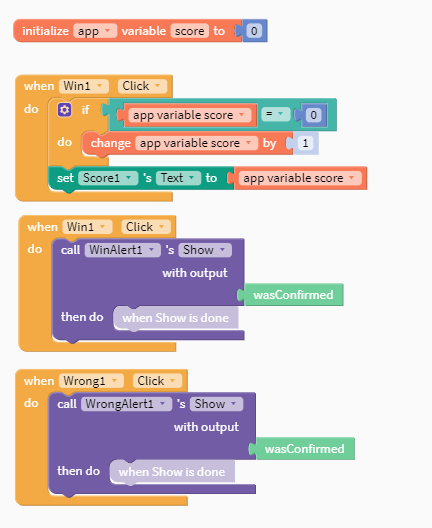 initialize app variable score to 0
when Win1 Click
do if app variable score = 0
do change app variable score by 1
set Score1 's Text to app variable score
when Win1 Click
do call WinAlert1 's Show
with output
wasConfirmed
then do when Show is done
when Wrong1 Click
do call WrongAlert1 's Show
with output
wasConfirmed
then do when Show is done